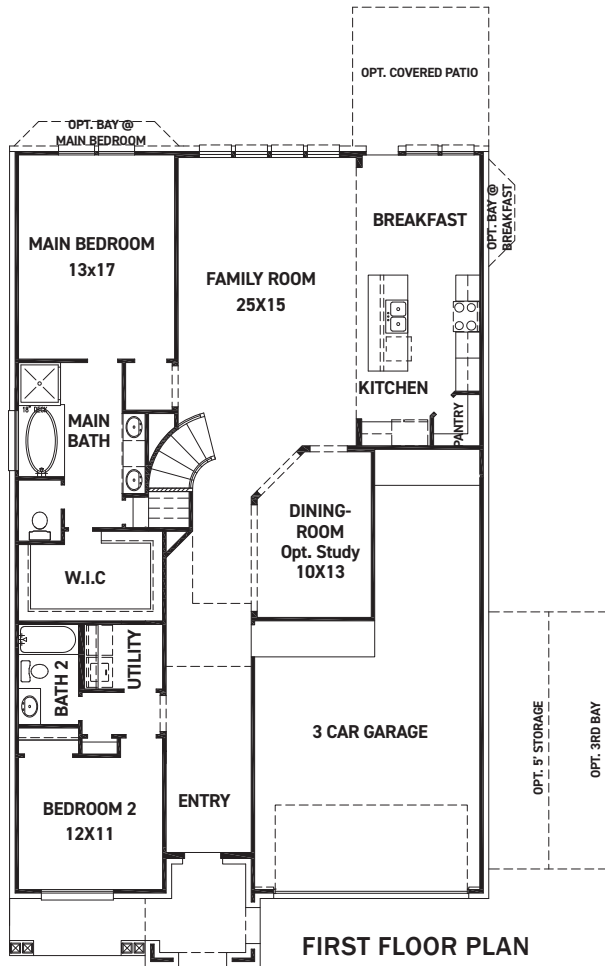 OPT. COVERED PATIO
OPT. BAY @
MAIN BEDROOM
OPT. BAY @
BREAKFAST
BREAKFAST
MAIN BEDROOM
13x17
FAMILY ROOM
25X15
KITCHEN
PANTRY
18" DECK
MAIN
BATH
DINING-
ROOM
Opt. Study
10X13
W.I.C
UTILITY
BATH 2
3 CAR GARAGE
OPT. 5' STORAGE
OPT. 3RD BAY
BEDROOM 2
12X11
ENTRY
FIRST FLOOR PLAN